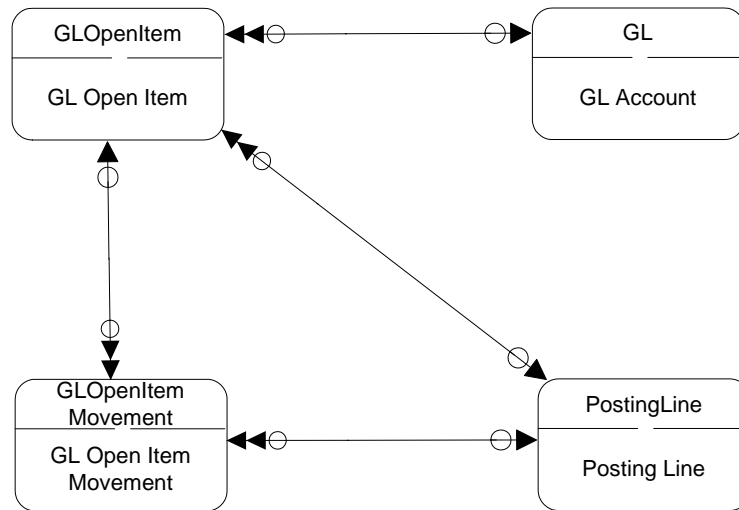 GLOpenItem
GL Open Item
GL
GL Account
GLOpenItem
Movement
GL Open Item
Movement
PostingLine
Posting Line